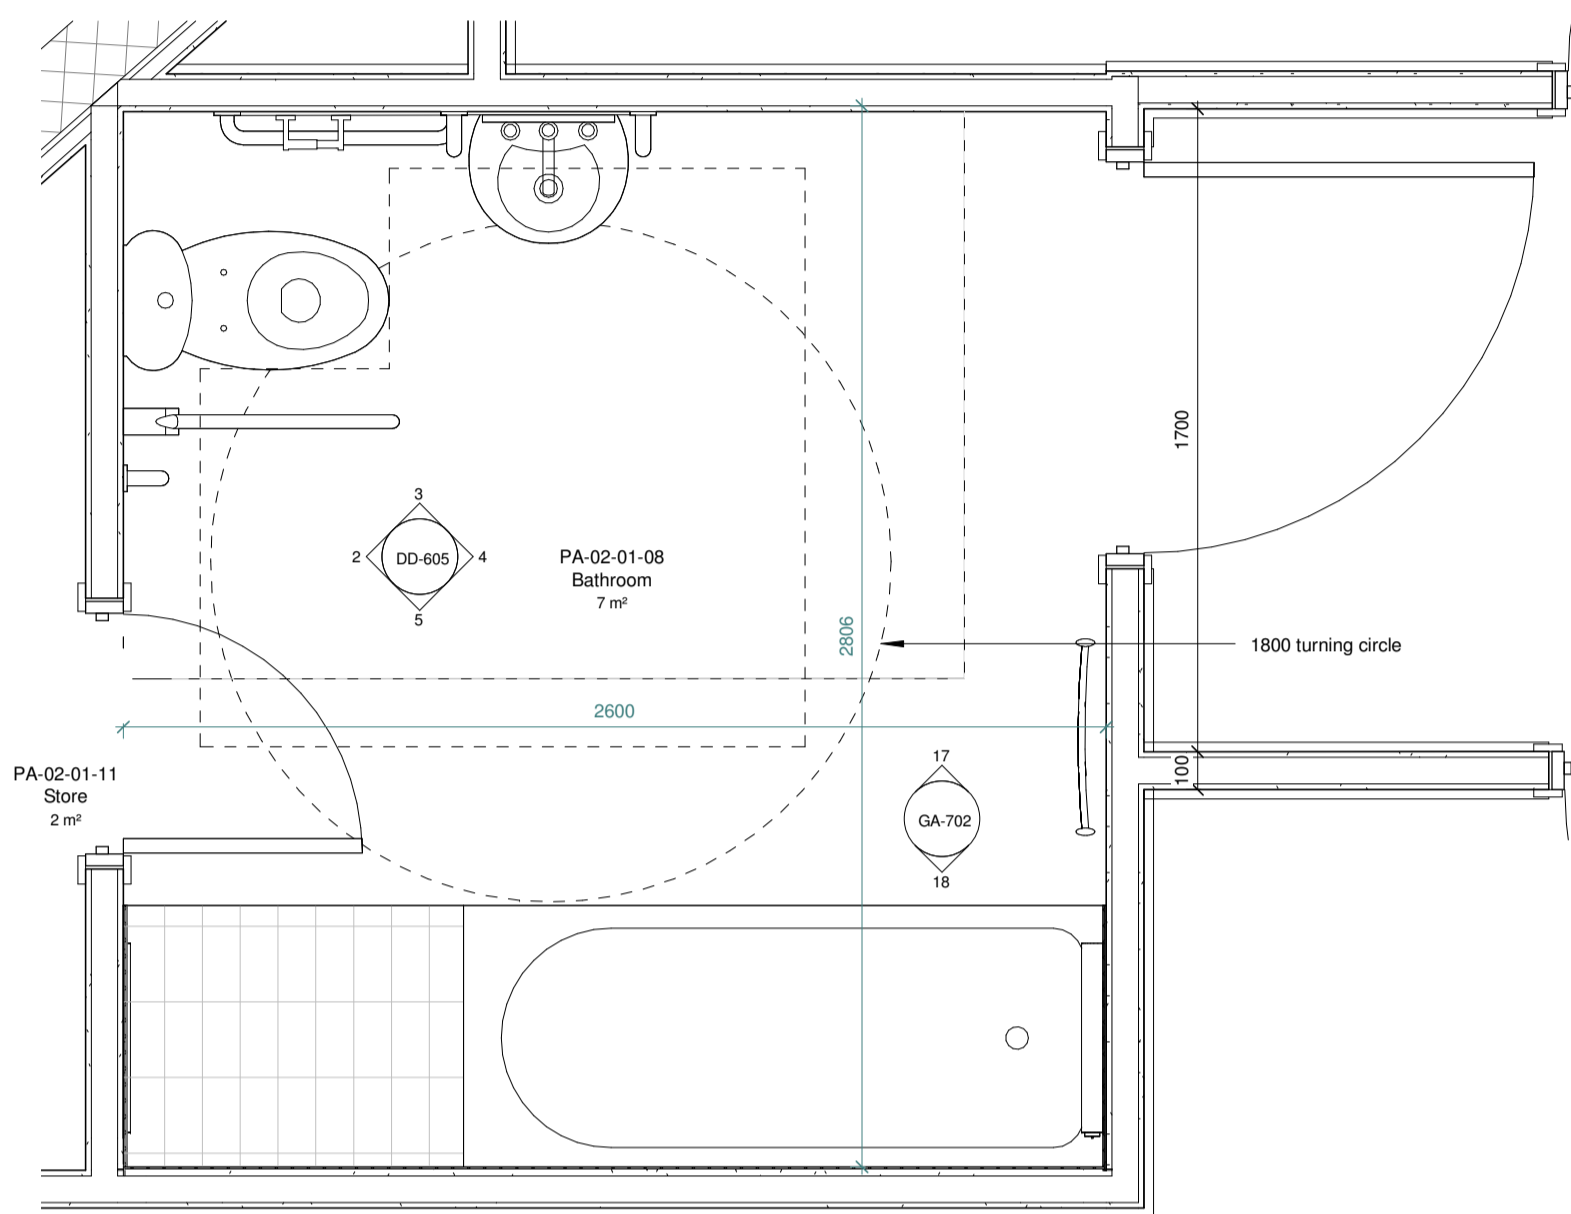 1700
3
2
DD-605
4
5
PA-02-01-08
Bathroom
7 m²
2806
1800 turning circle
2600
PA-02-01-11
Store
2 m²
17
GA-702
18
100